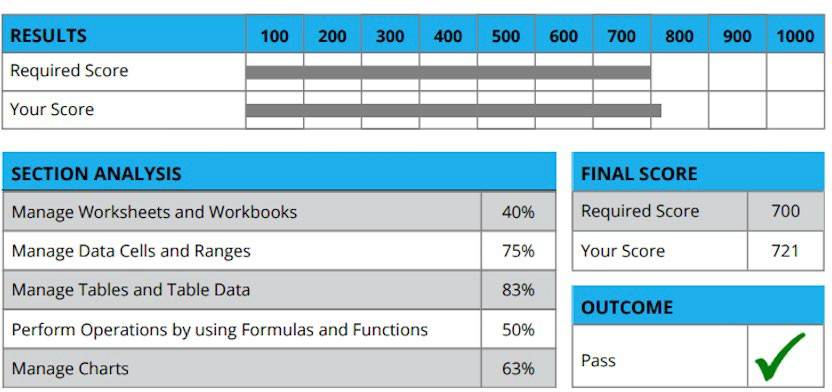 RESULTS 100 200 300 400 500 600 700 800 900 1000
Required Score
Your Score
SECTION ANALYSIS
Manage Worksheets and Workbooks 40%
Manage Data Cells and Ranges 75%
Manage Tables and Table Data 83%
Perform Operations by using Formulas and Functions 50%
Manage Charts 63%
FINAL SCORE
Required Score 700
Your Score 721
OUTCOME
Pass